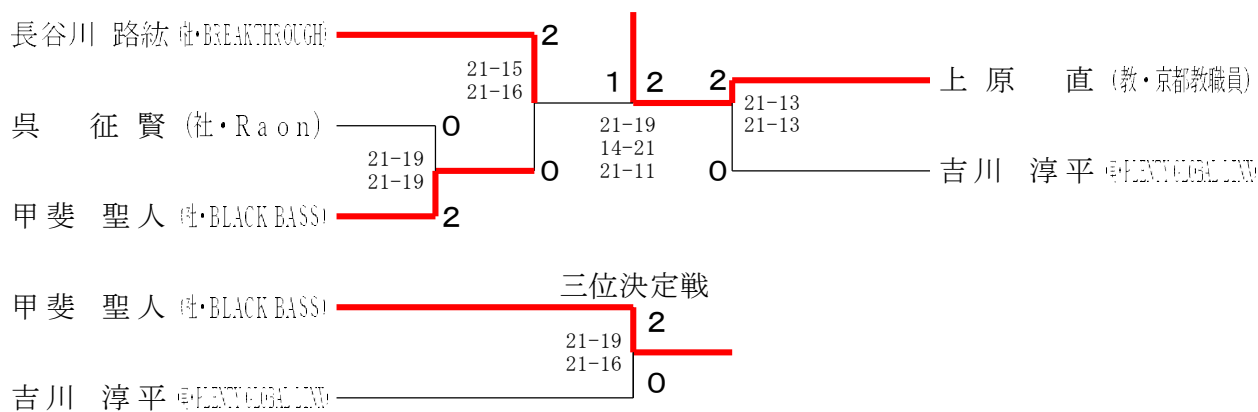 長谷川 路紘 (社・BREAKTHROUGH)
2
21-15
21-16
1 2 2
上 原 直 (教・京都教職員)
21-13
21-13
呉 征 賢 (社・Raon)
0
21-19
14-21
21-11
21-19
21-19
0
0
吉 川 淳 平
甲 斐 聖 人 (社・BLACK BASS)
2
三位決定戦
甲 斐 聖 人 (社・BLACK BASS)
2
21-19
21-16
0
吉 川 淳 平